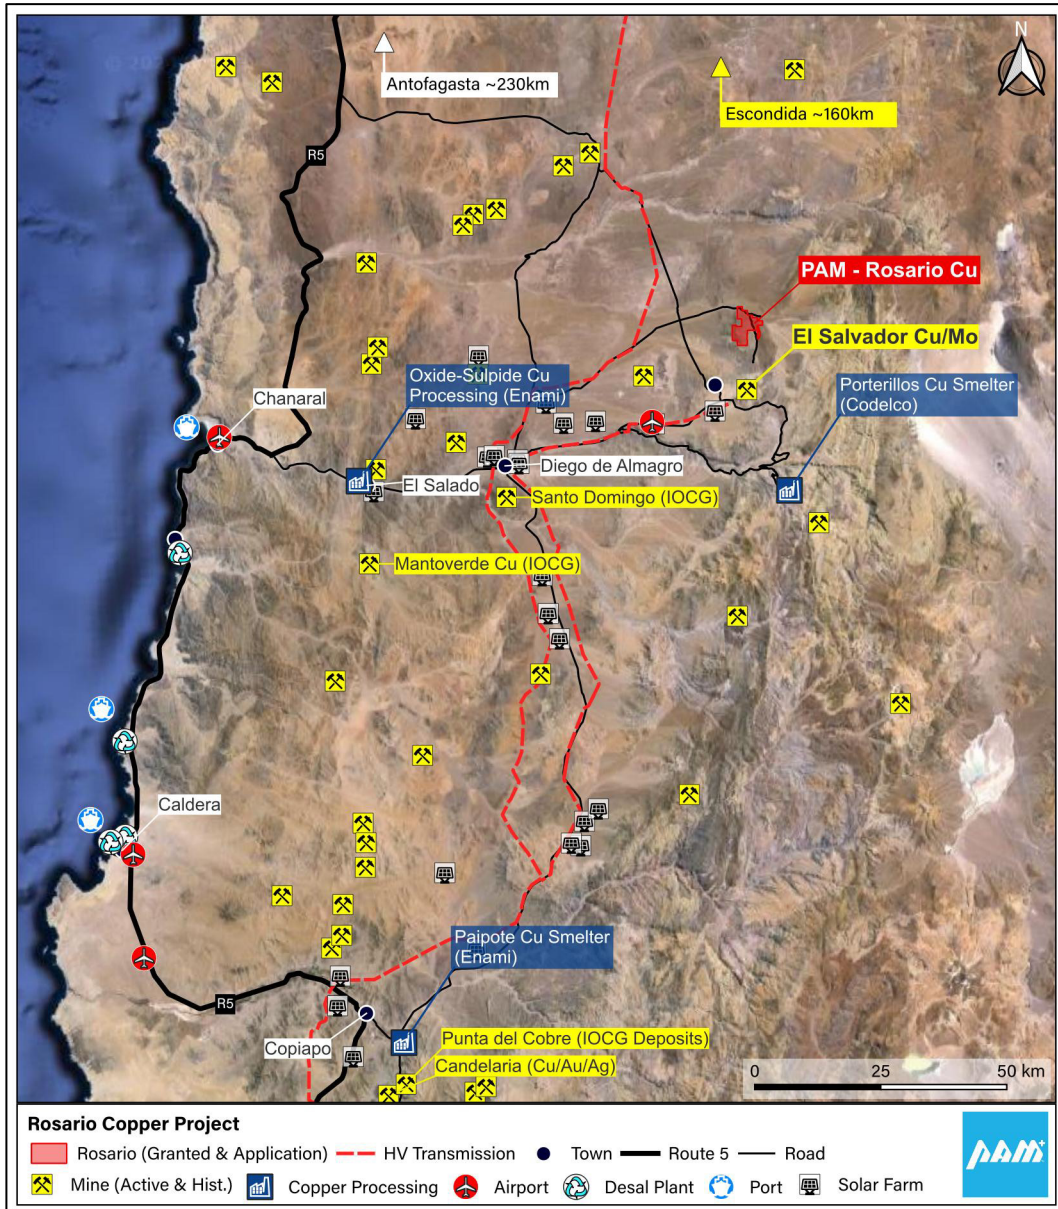 N
Antofagasta ~230km
Escondida ~160km
R5
PAM - Rosario Cu
El Salvador Cu/Mo
Oxide-Sulpide Cu
Processing (Enami)
Porterillos Cu Smelter
(Codelco)
Chanaral
Diego de Almagro
El Salado
Santo Domingo (IOCG)
Mantoverde Cu (IOCG)
Caldera
Paipote Cu Smelter
(Enami)
R5
Copiapo
Punta del Cobre (IOCG Deposits)
Candelaria (Cu/Au/Ag)
0 25 50 km
Rosario Copper Project
Rosario (Granted & Application) HV Transmission Town Route 5 Road
Mine (Active & Hist.) Copper Processing Airport Desal Plant Port Solar Farm
PAM+